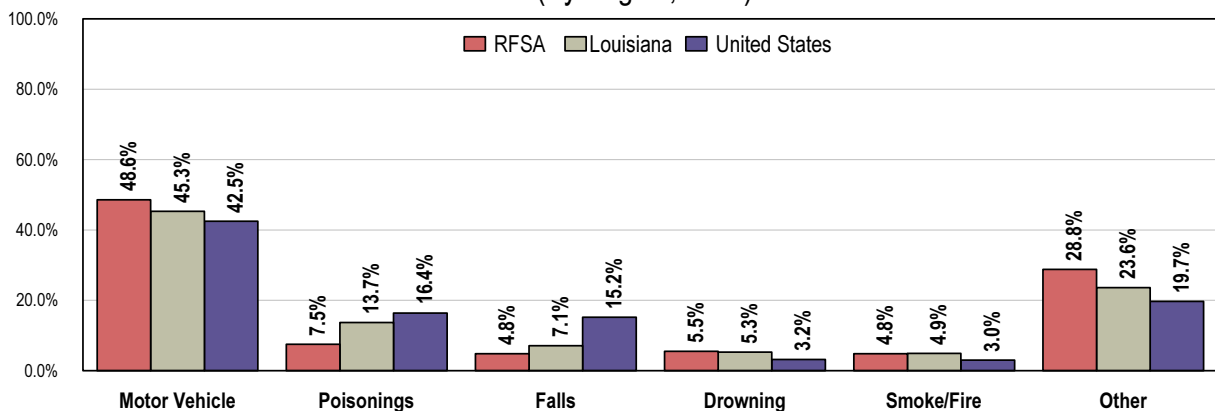 100.0%
RFSA Louisiana United States
80.0%
60.0%
48.6% 45.3% 42.5%
40.0%
7.5% 13.7% 16.4%
4.8% 7.1% 15.2%
5.5% 5.3% 3.2%
4.8% 4.9% 3.0%
28.8% 23.6% 19.7%
20.0%
0.0%
Motor Vehicle Poisonings Falls Drowning Smoke/Fire Other